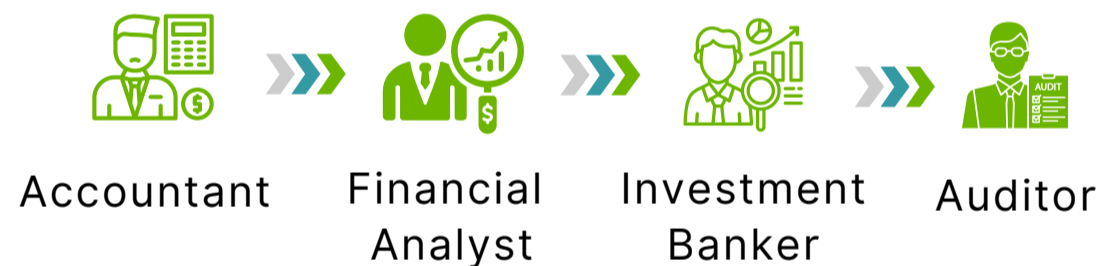 $
$
AUDIT
Accountant
Financial
Analyst
Investment
Banker
Auditor